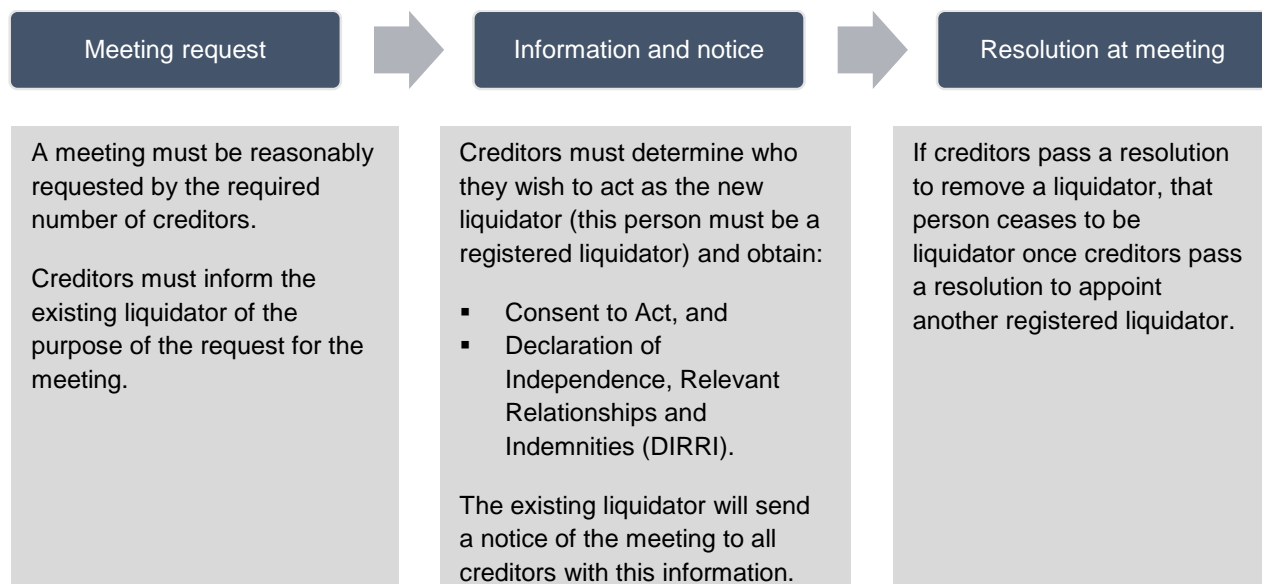 Meeting request
Information and notice
Resolution at meeting
A meeting must be reasonably
requested by the required
number of creditors.
Creditors must inform the
existing liquidator of the
purpose of the request for the
meeting.
Creditors must determine who
they wish to act as the new
liquidator (this person must be a
registered liquidator) and obtain:
▪ Consent to Act, and
▪ Declaration of
Independence, Relevant
Relationships and
Indemnities (DIRRI).
The existing liquidator will send
a notice of the meeting to all
creditors with this information.
If creditors pass a resolution
to remove a liquidator, that
person ceases to be
liquidator once creditors pass
a resolution to appoint
another registered liquidator.